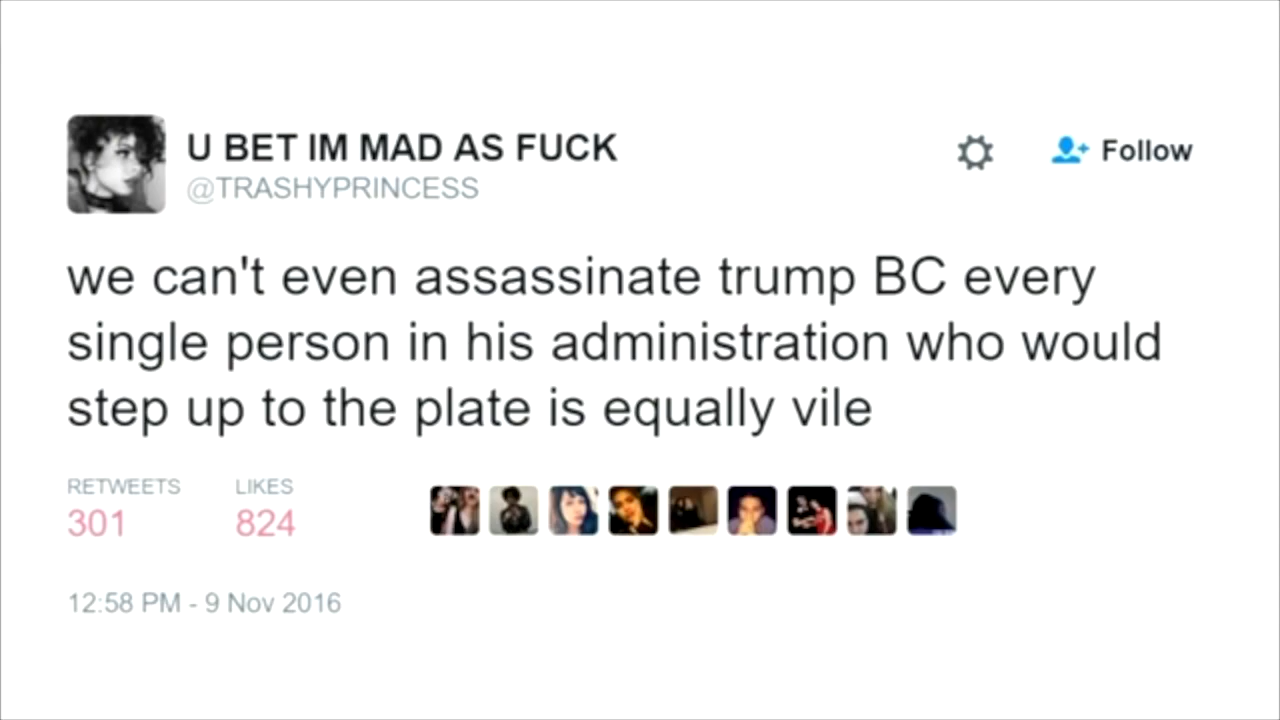 U BET IM MAD AS FUCK
@TRASHYPRINCESS
Follow
we can't even assassinate trump BC every
single person in his administration who would
step up to the plate is equally vile
RETWEETS LIKES
301 824
12:58 PM - 9 Nov 2016